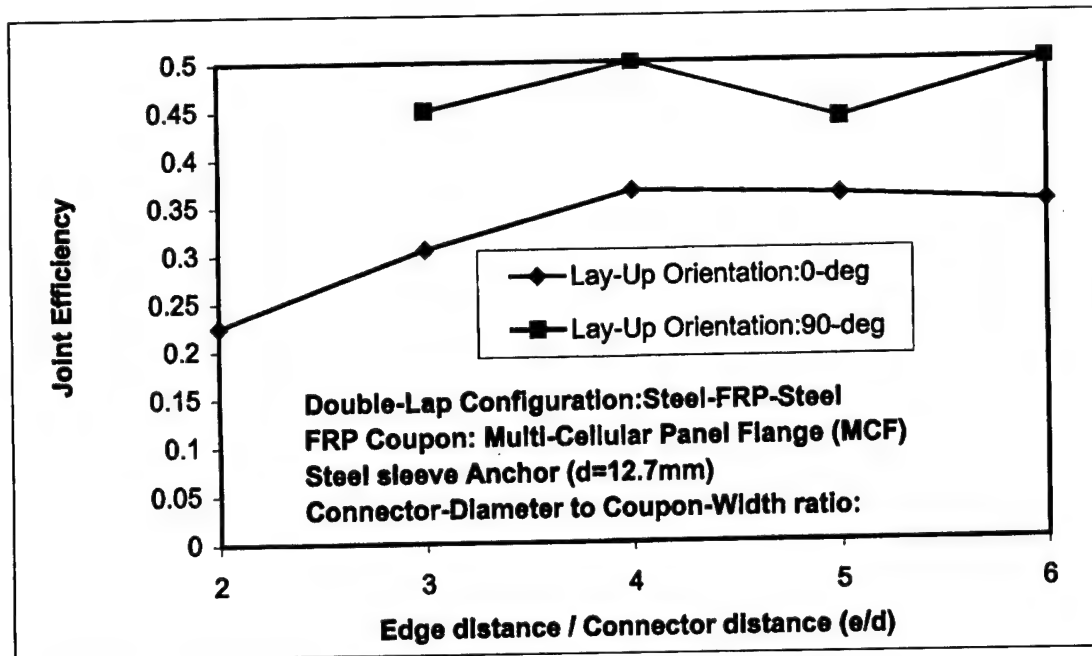 0.5
0.45
0.4
0.35
0.3
0.25
0.2
0.15
0.1
0.05
0
Joint Efficiency
Lay-Up Orientation:0-deg
Lay-Up Orientation:90-deg
Double-Lap Configuration:Steel-FRP-Steel
FRP Coupon: Multi-Cellular Panel Flange (MCF)
Steel sleeve Anchor (d=12.7mm)
Connector-Diameter to Coupon-Width ratio:
2 3 4 5 6
Edge distance / Connector distance (e/d)